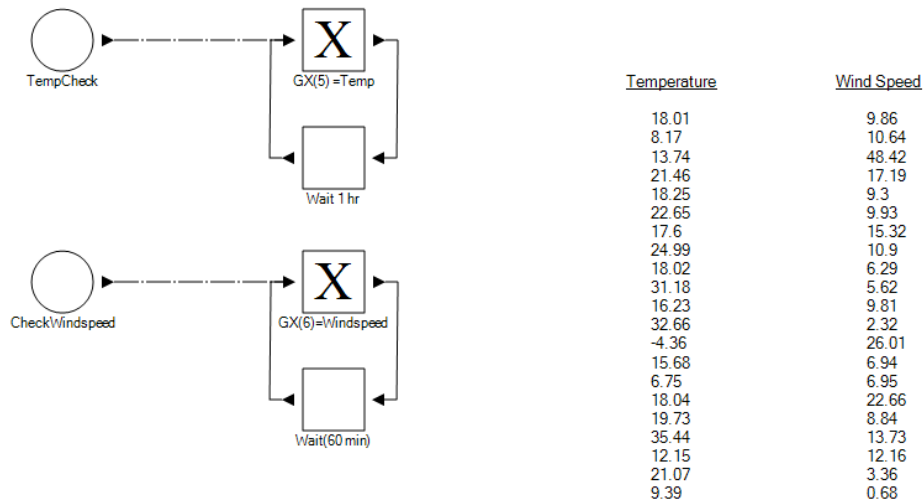 X
TempCheck
GX(5) =Temp
Wait 1 hr
X
CheckWindspeed
GX(6)=Windspeed
Wait(60 min)
Temperature Wind Speed
18.01 9.86
8.17 10.64
13.74 48.42
21.46 17.19
18.25 9.3
22.65 9.93
17.6 15.32
24.99 10.9
18.02 6.29
31.18 5.62
16.23 9.81
32.66 2.32
-4.36 26.01
15.68 6.94
6.75 6.95
18.04 22.66
19.73 8.84
35.44 13.73
12.15 12.16
21.07 3.36
9.39 0.68